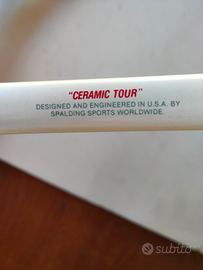 "CERAMIC TOUR"
DESIGNED AND ENGINEERED IN U.S.A. BY
SPALDING SPORTS WORLDWIDE.
subito